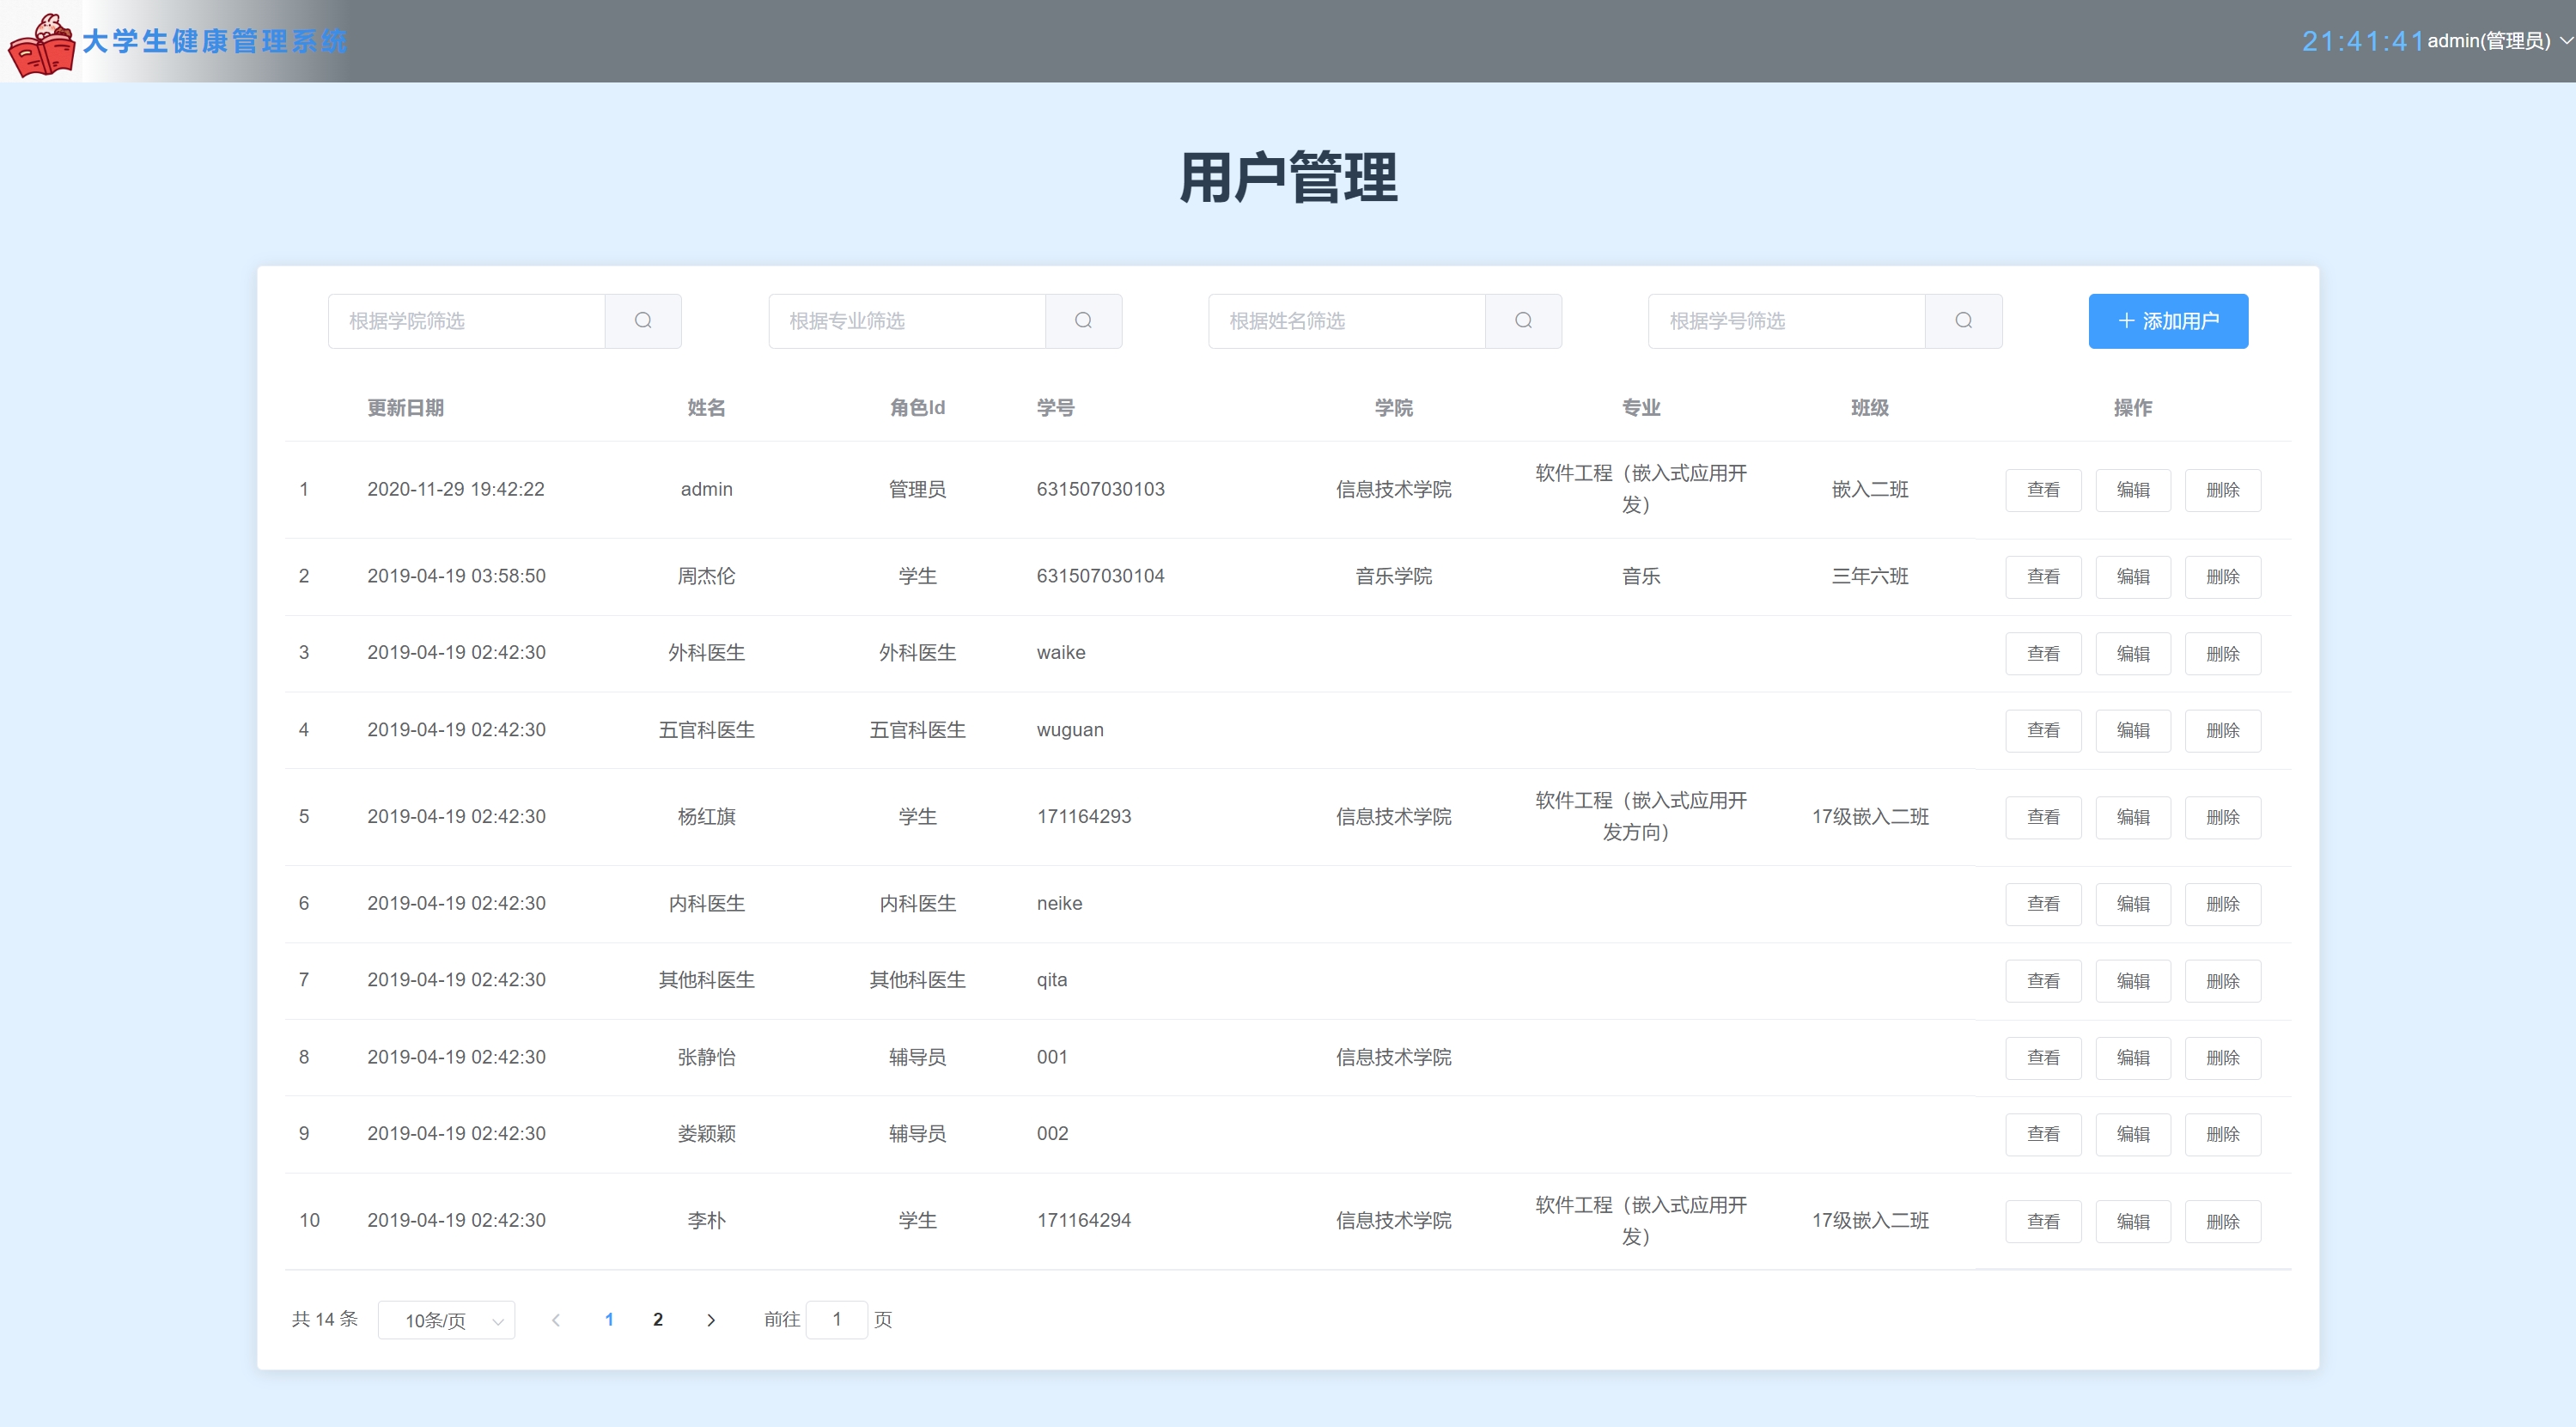 大学生健康管理系统
21:41:41 admin(管理员)
用户管理
根据学院筛选 根据专业筛选 根据姓名筛选 根据学号筛选 添加用户
更新日期 姓名 角色Id 学号 学院 专业 班级 操作
1 2020-11-29 19:42:22 admin 管理员 631507030103 信息技术学院 软件工程（嵌入式应用开 嵌入二班 查看 编辑 删除
发）
2 2019-04-19 03:58:50 周杰伦 学生 631507030104 音乐学院 音乐 三年六班 查看 编辑 删除
3 2019-04-19 02:42:30 外科医生 外科医生 waike 查看 编辑 删除
4 2019-04-19 02:42:30 五官科医生 五官科医生 wuguan 查看 编辑 删除
5 2019-04-19 02:42:30 杨红旗 学生 171164293 信息技术学院 软件工程（嵌入式应用开 17级嵌入二班 查看 编辑 删除
发方向）
6 2019-04-19 02:42:30 内科医生 内科医生 neike 查看 编辑 删除
7 2019-04-19 02:42:30 其他科医生 其他科医生 qita 查看 编辑 删除
8 2019-04-19 02:42:30 张静怡 辅导员 001 信息技术学院 查看 编辑 删除
9 2019-04-19 02:42:30 娄颖颖 辅导员 002 查看 编辑 删除
10 2019-04-19 02:42:30 李朴 学生 171164294 信息技术学院 软件工程（嵌入式应用开 17级嵌入二班 查看 编辑 删除
发）
共 14 条 10条/页 1 2 前往 1 页